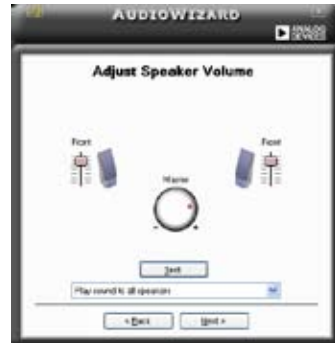 AUDIOWIZARD
ANALOG
DEVICES
Adjust Speaker Volume
Front
Front
Master
- +
Test
Play sound to all speakers
< Back
Next >